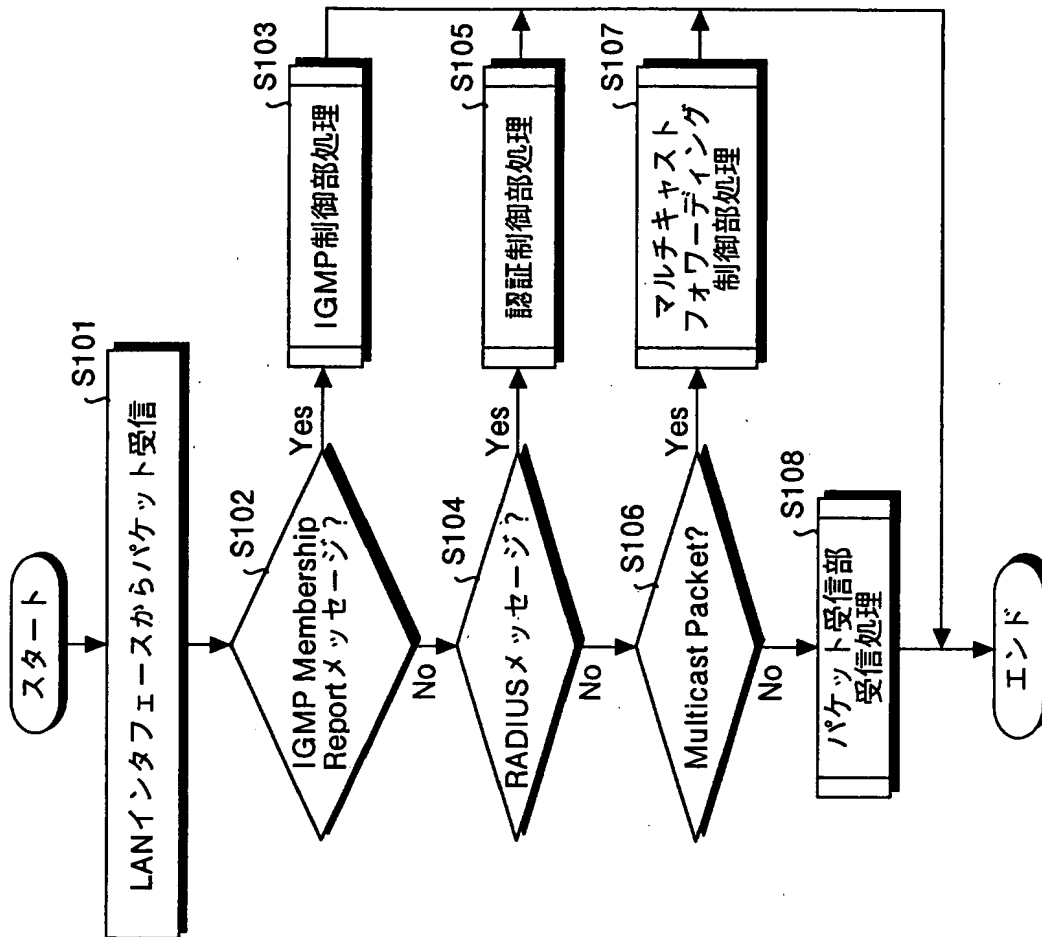 スタート
S101
LANインタフェースからパケット受信
S102
IGMP Membership
Reportメッセージ?
Yes
No
S103
IGMP制御部処理
S104
RADIUSメッセージ?
Yes
No
S105
認証制御部処理
S106
Multicast Packet?
Yes
No
S107
マルチキャスト
フォワーディング
制御部処理
S108
パケット受信部
受信処理
エンド